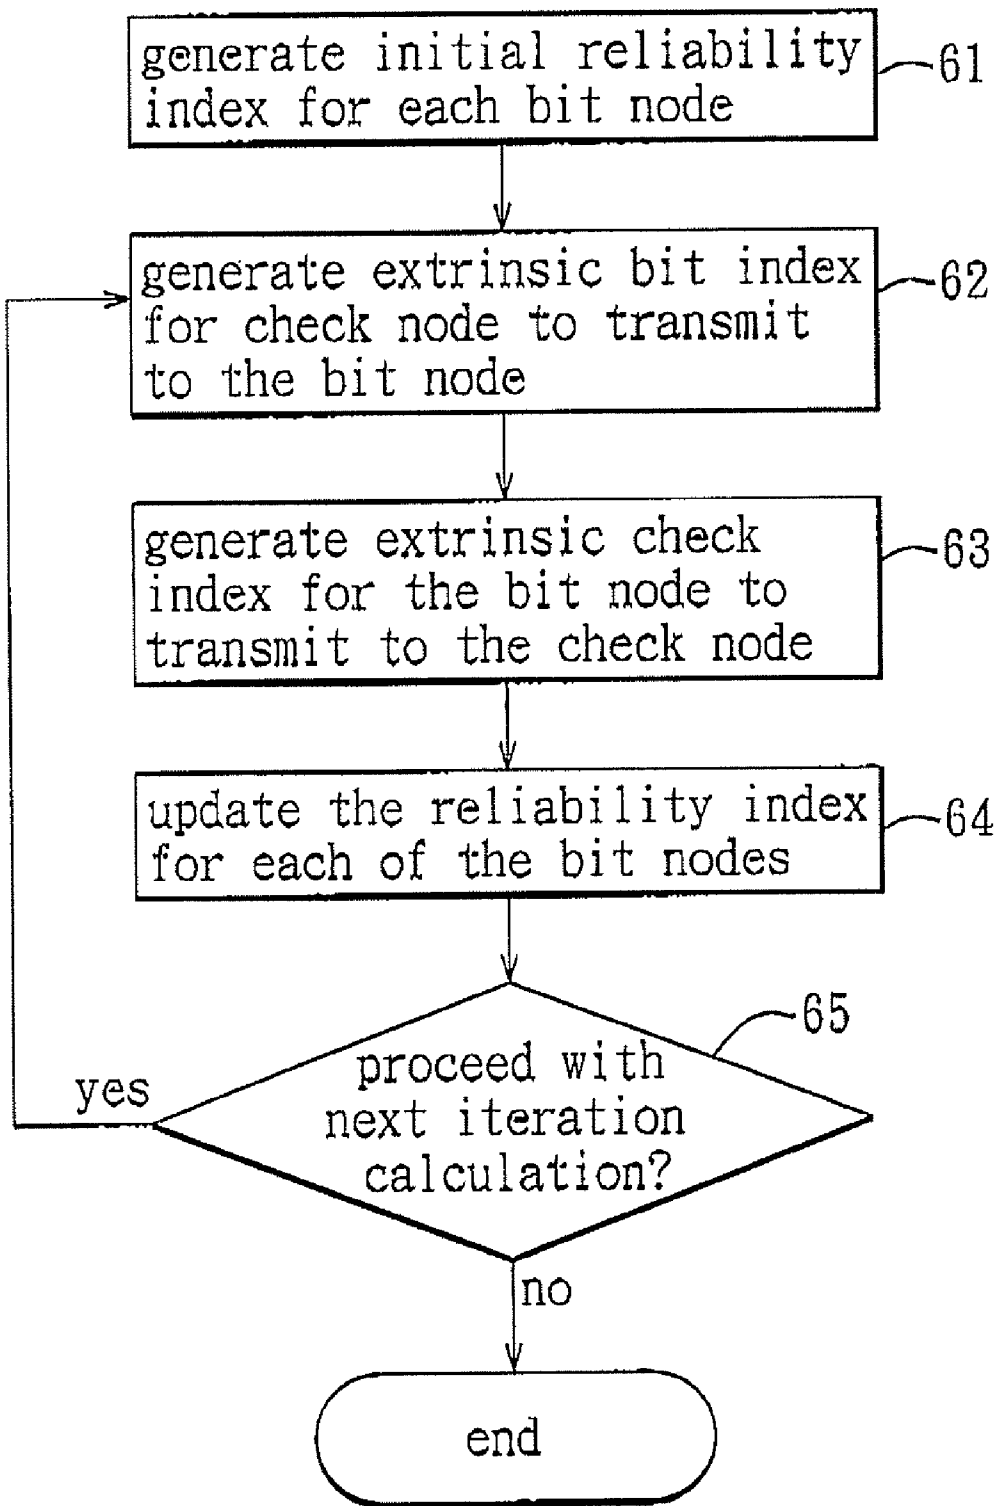 generate initial reliability
index for each bit node
61
generate extrinsic bit index
for check node to transmit
to the bit node
62
generate extrinsic check
index for the bit node to
transmit to the check node
63
update the reliability index
for each of the bit nodes
64
65
proceed with
next iteration
calculation?
yes
no
end